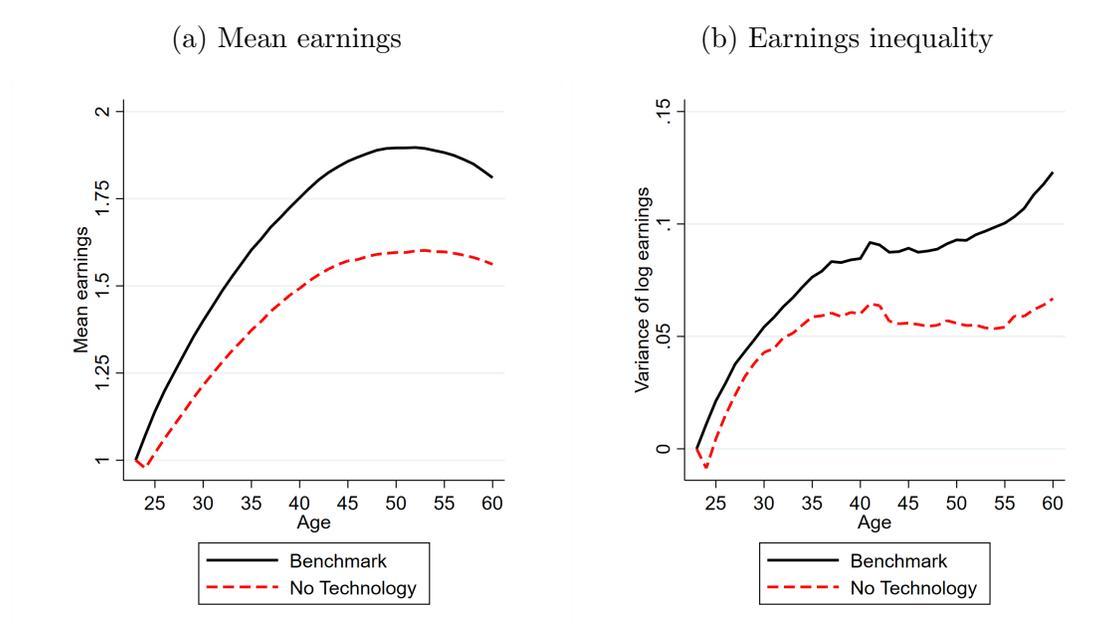 (a) Mean earnings
Mean earnings
2
1.75
1.5
1.25
1
25 30 35 40 45 50 55 60
Age
Benchmark
No Technology
(b) Earnings inequality
Variance of log earnings
.15
.1
.05
0
25 30 35 40 45 50 55 60
Age
Benchmark
No Technology